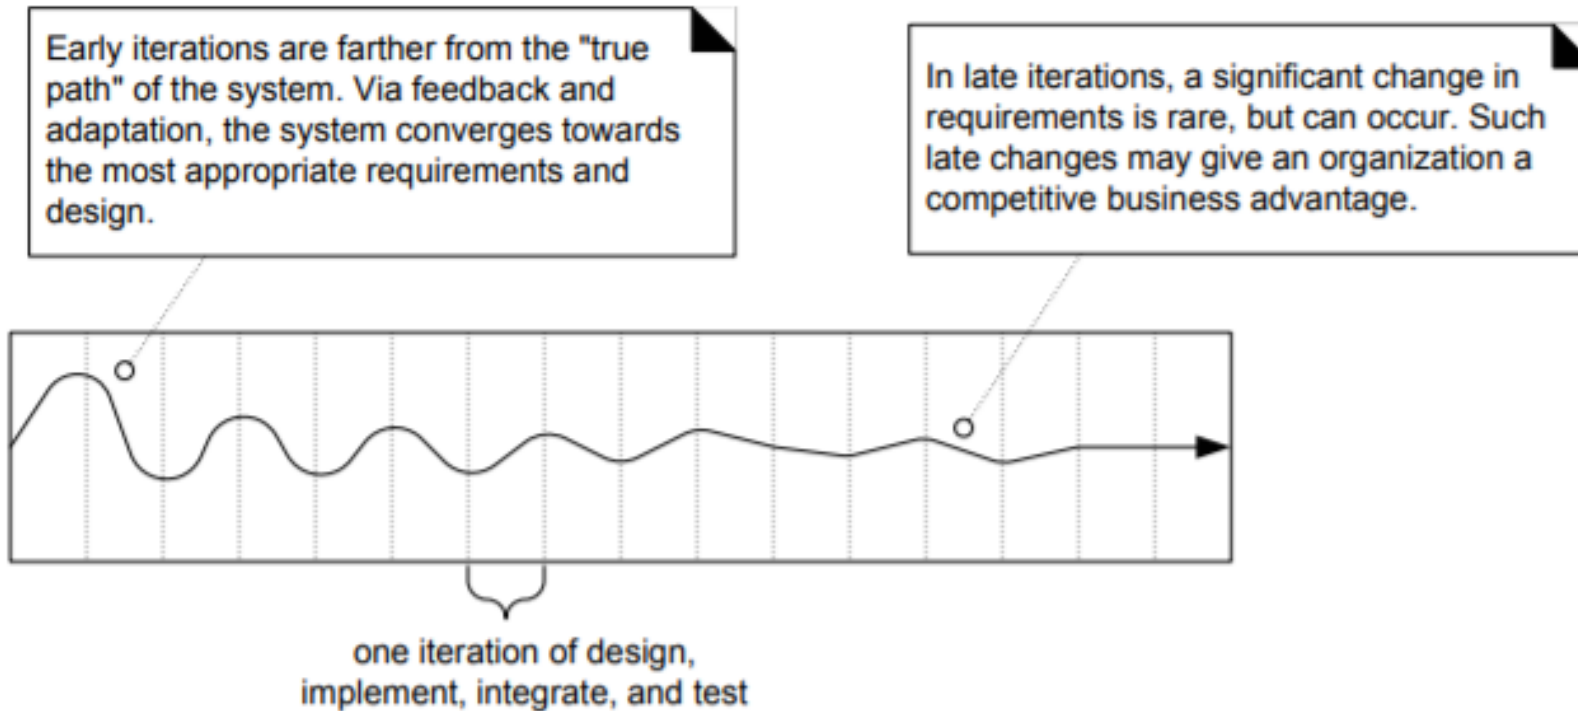 Early iterations are farther from the "true
path" of the system. Via feedback and
adaptation, the system converges towards
the most appropriate requirements and
design.
In late iterations, a significant change in
requirements is rare, but can occur. Such
late changes may give an organization a
competitive business advantage.
one iteration of design,
implement, integrate, and test